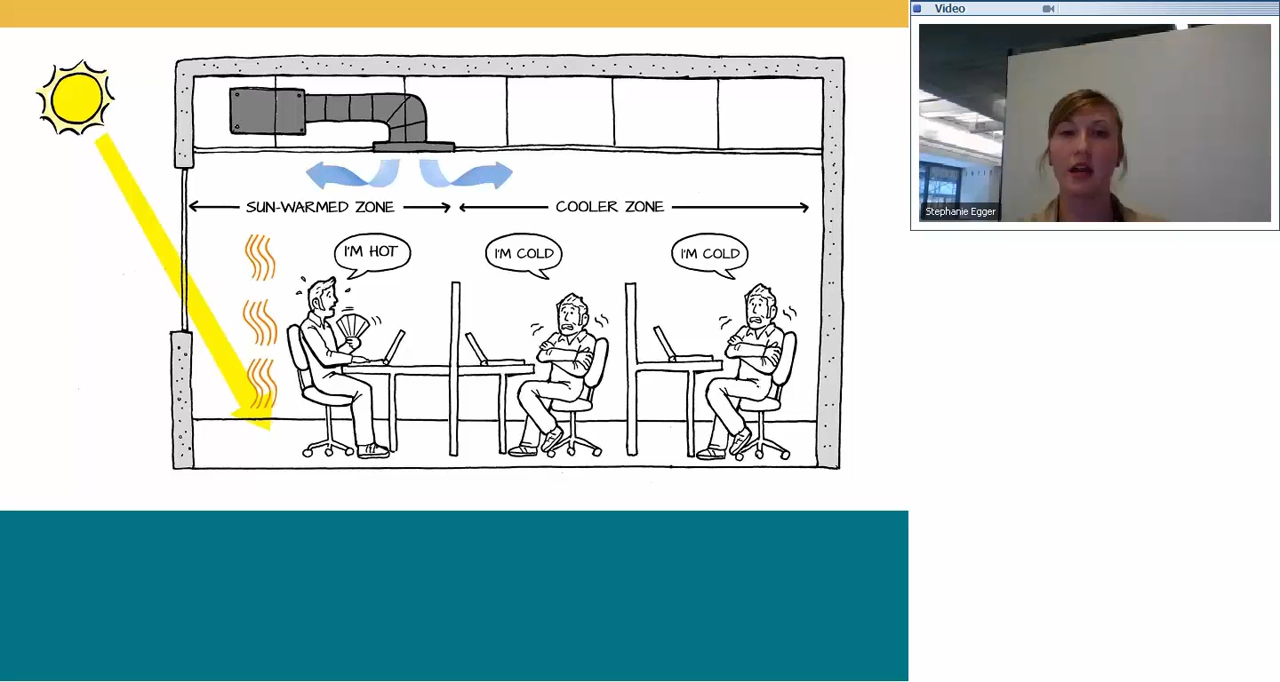 Video
Stephanie Egger
SUN-WARMED ZONE
COOLER ZONE
I'M HOT
I'M COLD
I'M COLD